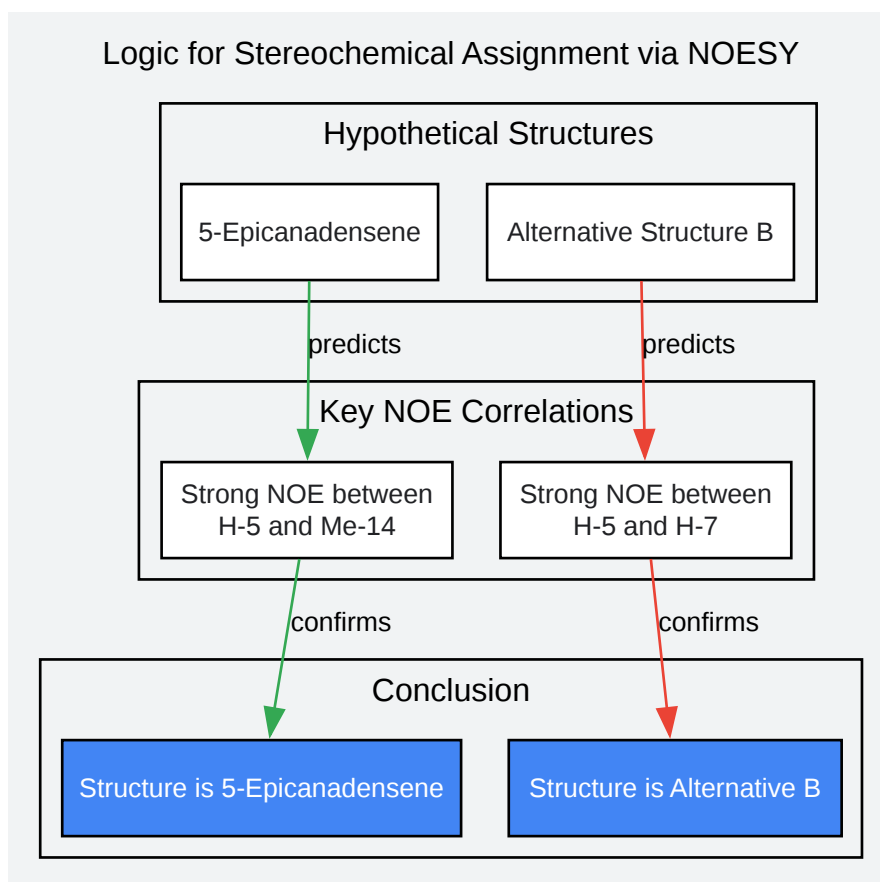 Logic for Stereochemical Assignment via NOESY
Hypothetical Structures
5-Epicanadensene
Alternative Structure B
predicts
predicts
Key NOE Correlations
Strong NOE between
H-5 and Me-14
Strong NOE between
H-5 and H-7
confirms
confirms
Conclusion
Structure is 5-Epicanadensene
Structure is Alternative B